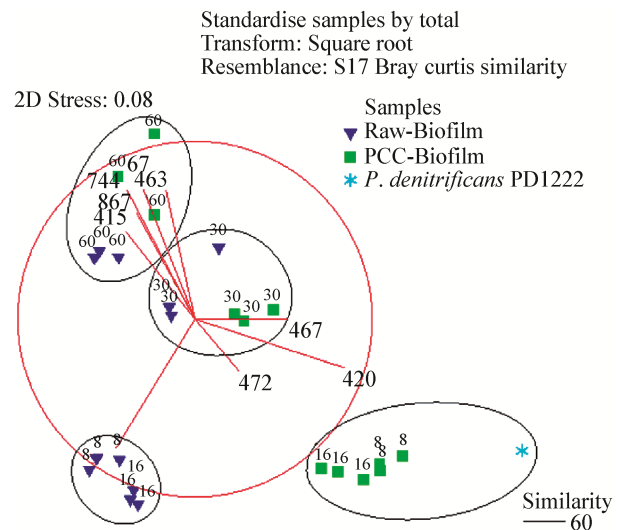 Standardise samples by total
Transform: Square root
Resemblance: S17 Bray curtis similarity
2D Stress: 0.08
Samples
Raw-Biofilm
PCC-Biofilm
P. denitrificans PD1222
60
60 67
744 463
867 60
415
60
60 60
30
30
30
30 30
30
467
472
420
8
8 8
16
16 16
8
8
16 16 16
8
Similarity
60